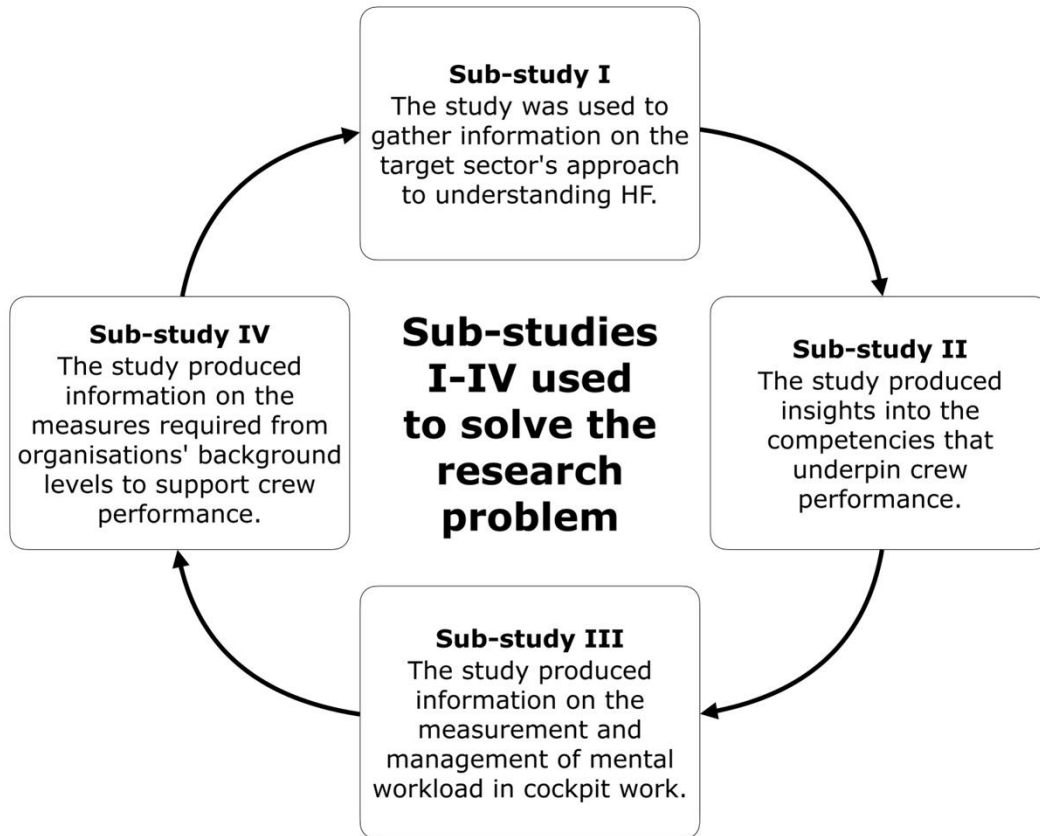 Sub-study I
The study was used to
gather information on the
target sector's approach
to understanding HF.
Sub-study IV
The study produced
information on the
measures required from
organisations' background
levels to support crew
performance.
Sub-studies
I-IV used
to solve the
research
problem
Sub-study II
The study produced
insights into the
competencies that
underpin crew
performance.
Sub-study III
The study produced
information on the
measurement and
management of mental
workload in cockpit work.